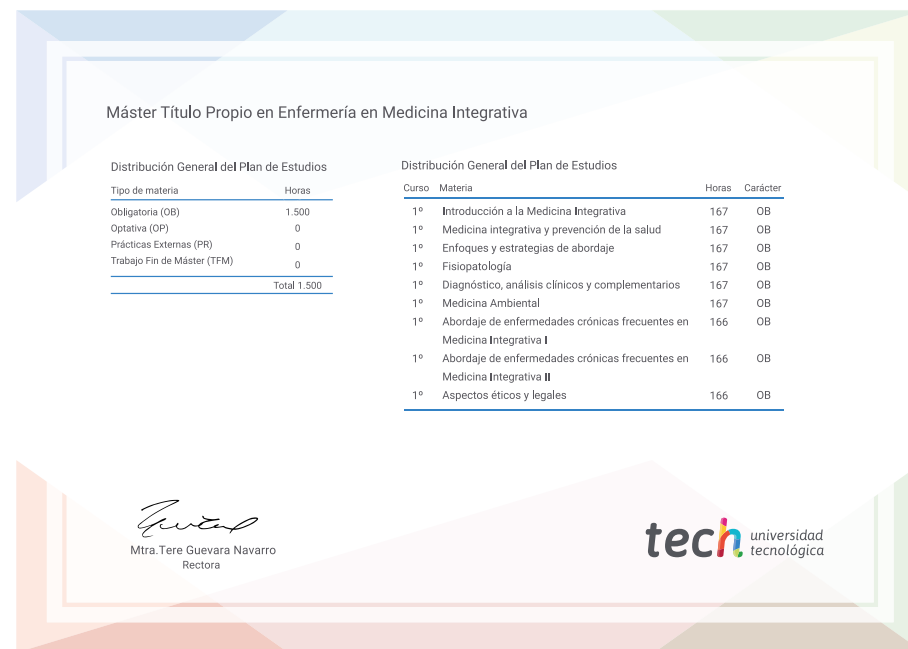 Máster Título Propio en Enfermería en Medicina Integrativa
Distribución General del Plan de Estudios
Tipo de materia Horas
Obligatoria (OB) 1.500
Optativa (OP) 0
Prácticas Externas (PR) 0
Trabajo Fin de Máster (TFM) 0
Total 1.500
Distribución General del Plan de Estudios
Curso Materia Horas Carácter
1º Introducción a la Medicina Integrativa 167 OB
1º Medicina integrativa y prevención de la salud 167 OB
1º Enfoques y estrategias de abordaje 167 OB
1º Fisiopatología 167 OB
1º Diagnóstico, análisis clínicos y complementarios 167 OB
1º Medicina Ambiental 167 OB
1º Abordaje de enfermedades crónicas frecuentes en 166 OB
Medicina Integrativa I
1º Abordaje de enfermedades crónicas frecuentes en 166 OB
Medicina Integrativa II
1º Aspectos éticos y legales 166 OB
Mtra.Tere Guevara Navarro
Rectora
tech universidad
tecnológica